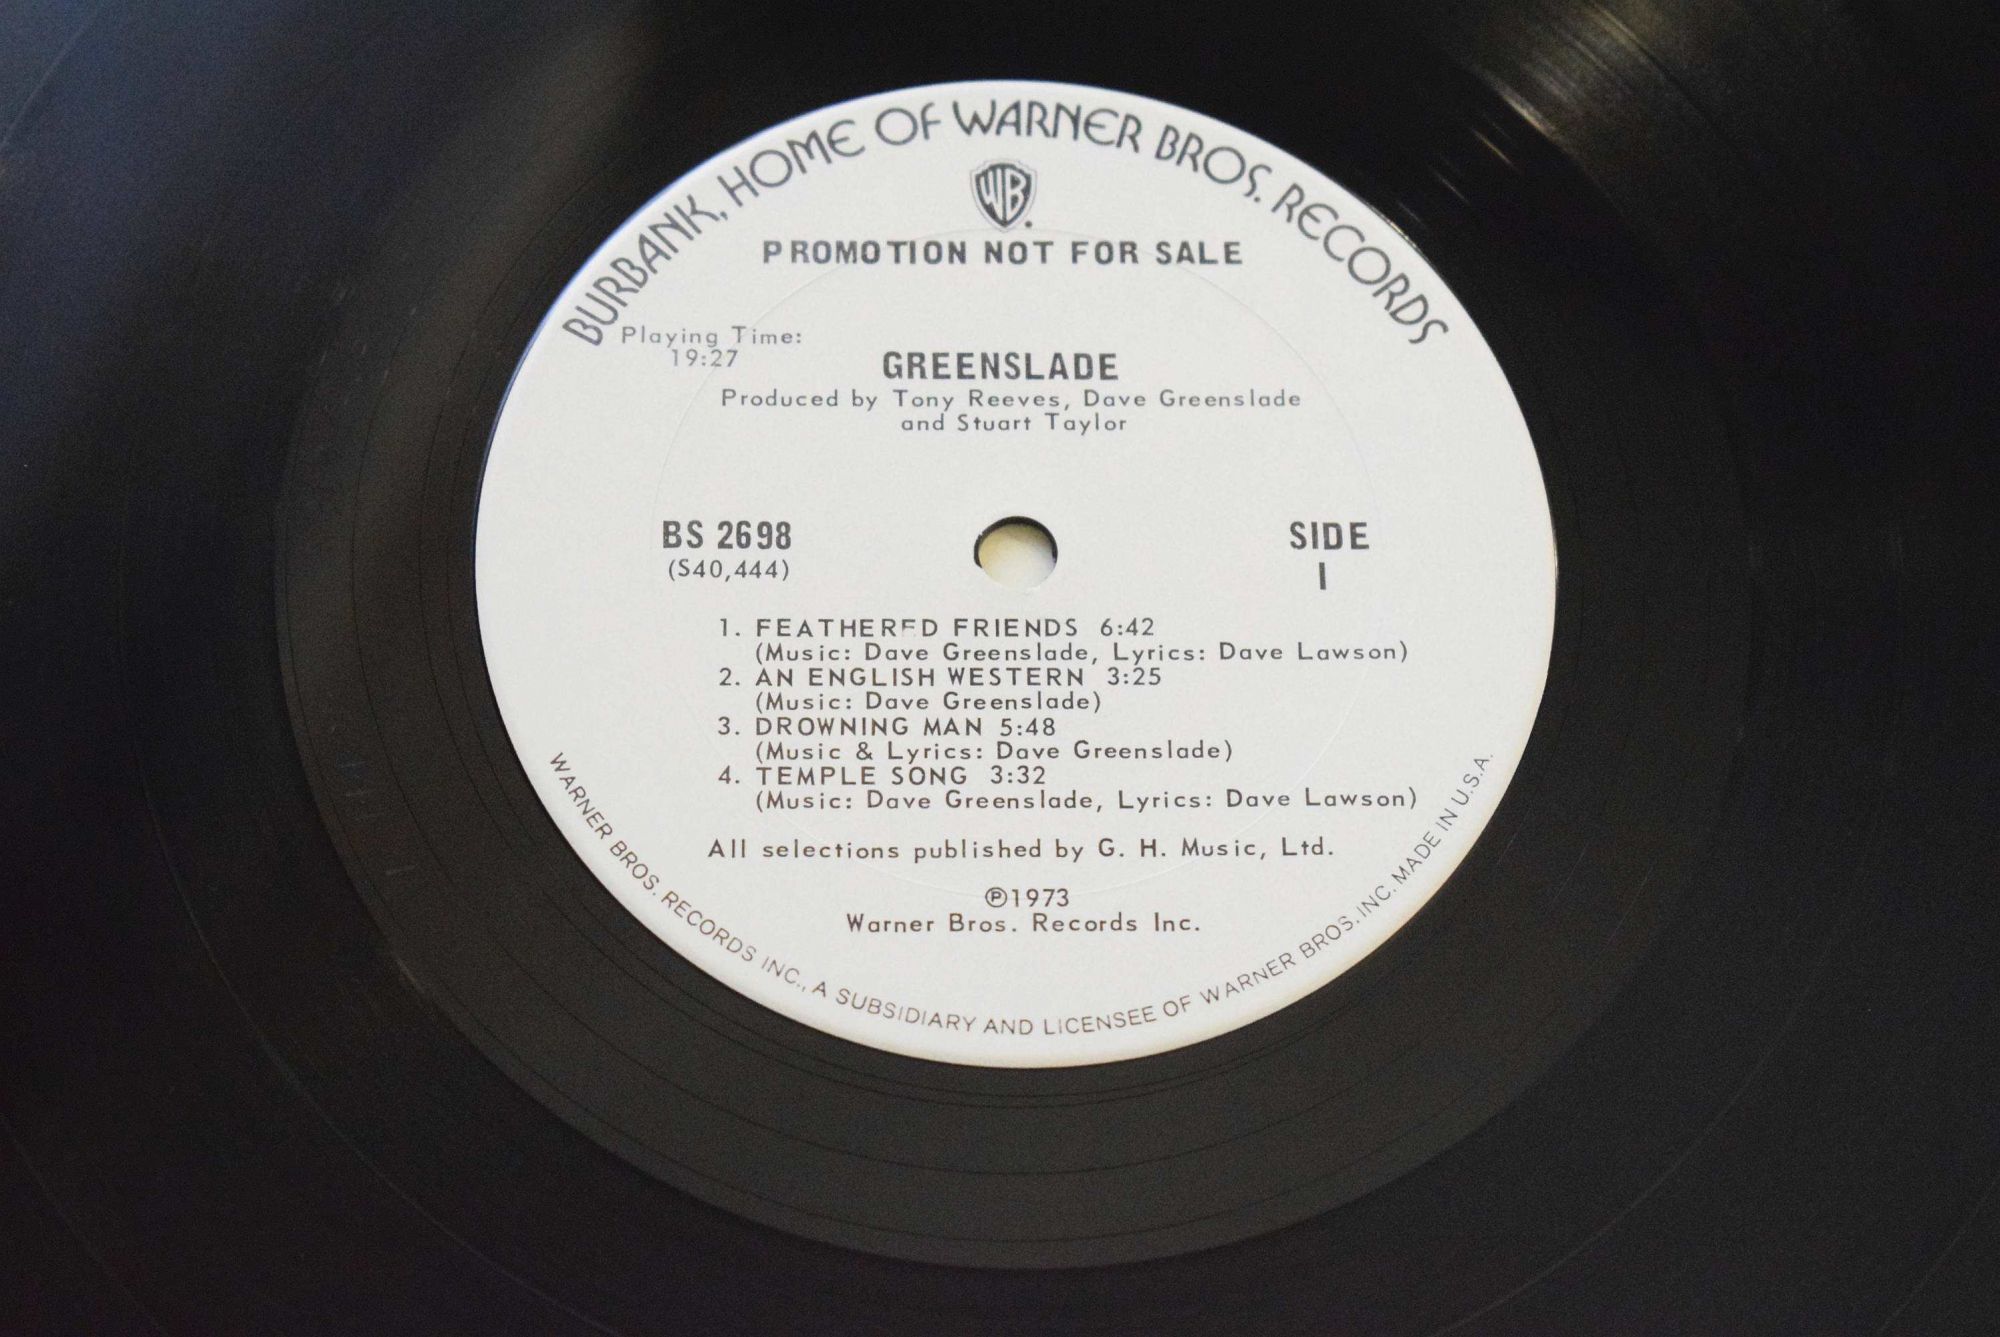 BURBANK, HOME OF WARNER BROS. RECORDS
WB
PROMOTION NOT FOR SALE
Playing Time:
19:27
GREENSLADE
Produced by Tony Reeves, Dave Greenslade
and Stuart Taylor
BS 2698
(S40,444)
SIDE
1
1. FEATHERED FRIENDS 6:42
(Music: Dave Greenslade, Lyrics: Dave Lawson)
2. AN ENGLISH WESTERN 3:25
(Music: Dave Greenslade)
3. DROWNING MAN 5:48
(Music & Lyrics: Dave Greenslade)
4. TEMPLE SONG 3:32
(Music: Dave Greenslade, Lyrics: Dave Lawson)
All selections published by G. H. Music, Ltd.
℗1973
Warner Bros. Records Inc.
WARNER BROS. RECORDS INC., A SUBSIDIARY AND LICENSEE OF WARNER BROS. INC. MADE IN U.S.A.